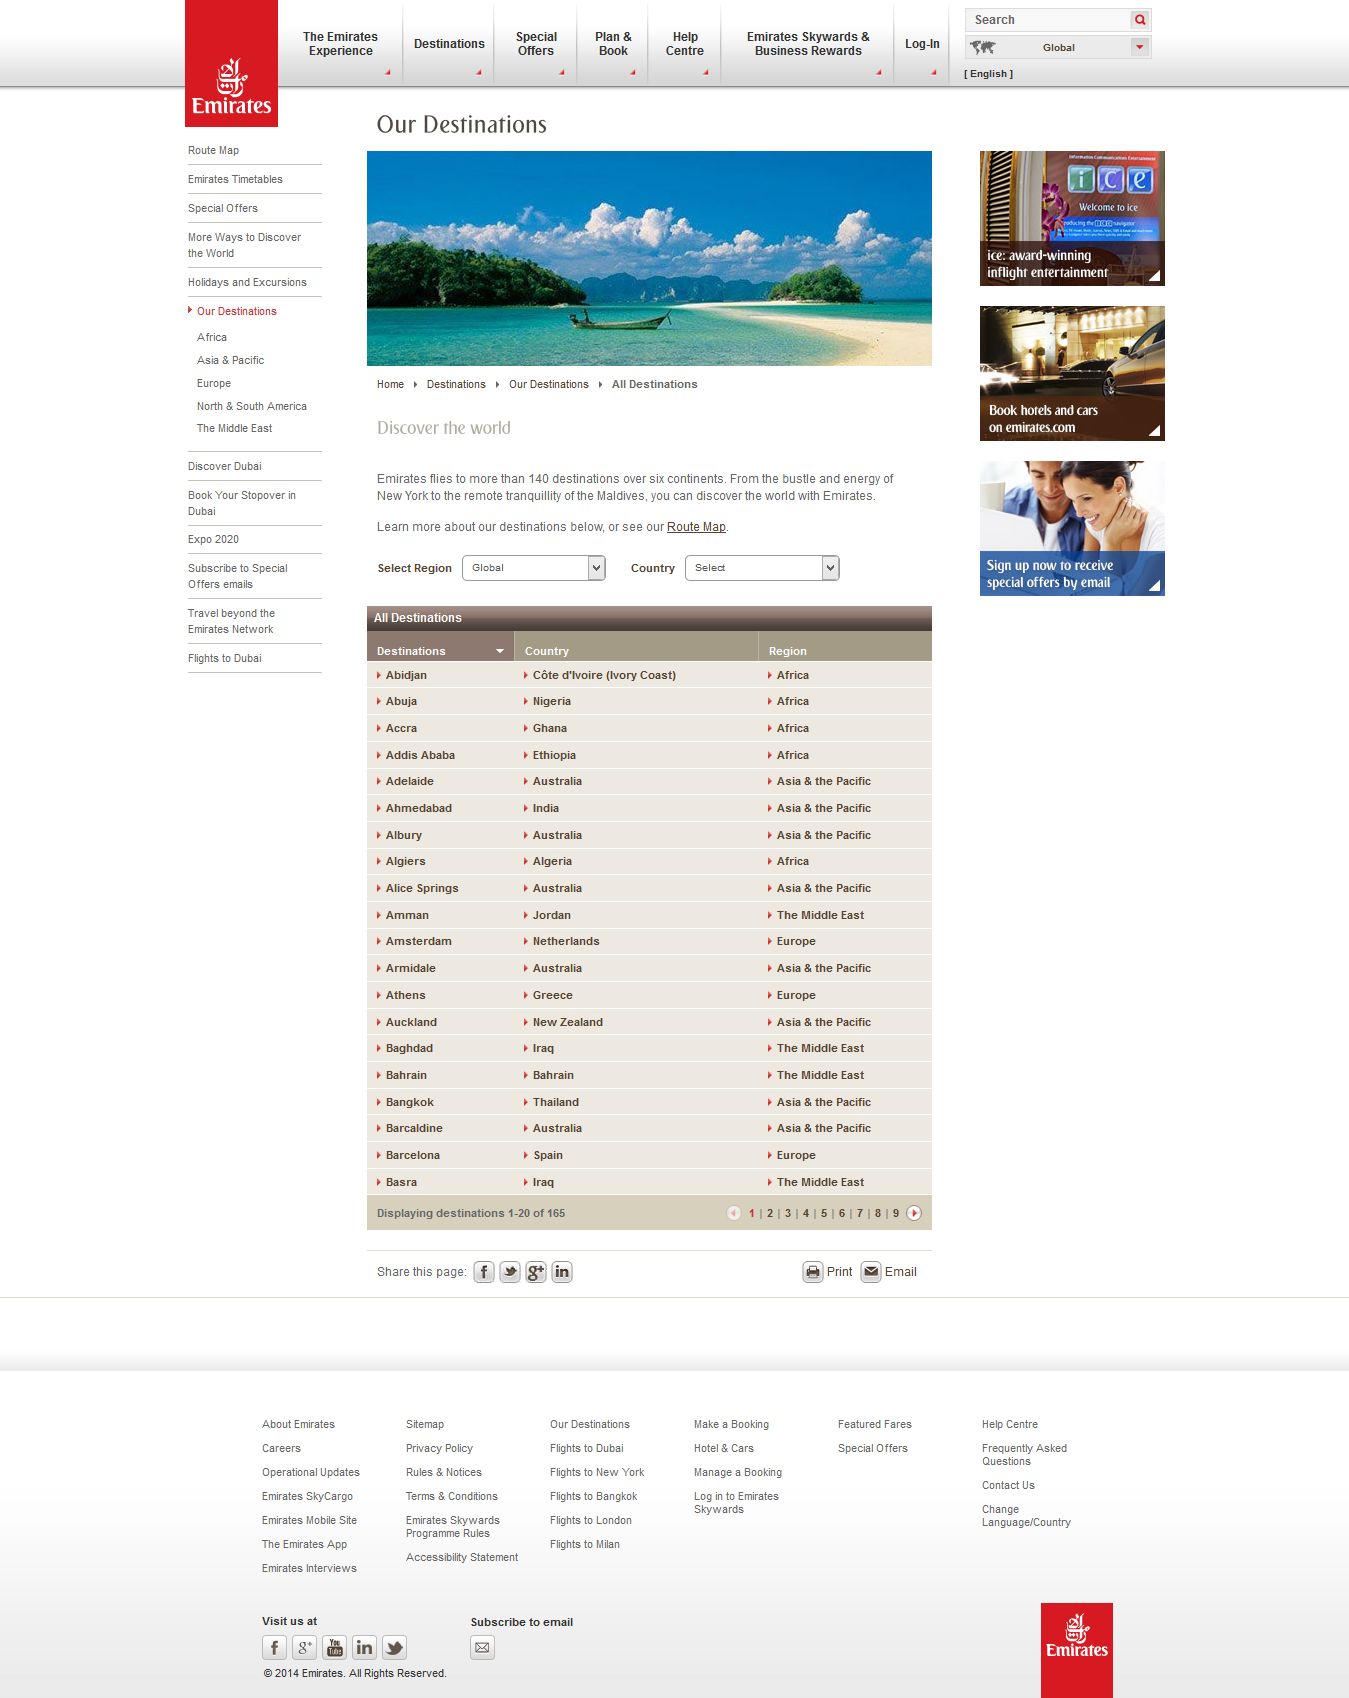 The Emirates
Experience
Destinations
Special
Offers
Plan &
Book
Help
Centre
Emirates Skywards &
Business Rewards
Log-In
Search
Global
[ English ]
Emirates
Our Destinations
Route Map
Emirates Timetables
Special Offers
More Ways to Discover
the World
Holidays and Excursions
Our Destinations
Africa
Asia & Pacific
Europe
North & South America
The Middle East
Discover Dubai
Book Your Stopover in
Dubai
Expo 2020
Subscribe to Special
Offers emails
Travel beyond the
Emirates Network
Flights to Dubai
Home Destinations Our Destinations All Destinations
Discover the world
Emirates flies to more than 140 destinations over six continents. From the bustle and energy of
New York to the remote tranquillity of the Maldives, you can discover the world with Emirates.
Learn more about our destinations below, or see our Route Map.
Select Region Global Country Select
All Destinations
Destinations Country Region
Abidjan Côte d'Ivoire (Ivory Coast) Africa
Abuja Nigeria Africa
Accra Ghana Africa
Addis Ababa Ethiopia Africa
Adelaide Australia Asia & the Pacific
Ahmedabad India Asia & the Pacific
Albury Australia Asia & the Pacific
Algiers Algeria Africa
Alice Springs Australia Asia & the Pacific
Amman Jordan The Middle East
Amsterdam Netherlands Europe
Armidale Australia Asia & the Pacific
Athens Greece Europe
Auckland New Zealand Asia & the Pacific
Baghdad Iraq The Middle East
Bahrain Bahrain The Middle East
Bangkok Thailand Asia & the Pacific
Barcaldine Australia Asia & the Pacific
Barcelona Spain Europe
Basra Iraq The Middle East
Displaying destinations 1-20 of 165 1 | 2 | 3 | 4 | 5 | 6 | 7 | 8 | 9
Share this page: Print Email
Information Communications Entertainment
ice
Welcome to ice
ice: award-winning
inflight entertainment
Book hotels and cars
on emirates.com
Sign up now to receive
special offers by email
About Emirates
Careers
Operational Updates
Emirates SkyCargo
Emirates Mobile Site
The Emirates App
Emirates Interviews
Sitemap
Privacy Policy
Rules & Notices
Terms & Conditions
Emirates Skywards
Programme Rules
Accessibility Statement
Our Destinations
Flights to Dubai
Flights to New York
Flights to Bangkok
Flights to London
Flights to Milan
Make a Booking
Hotel & Cars
Manage a Booking
Log in to Emirates
Skywards
Featured Fares
Special Offers
Help Centre
Frequently Asked
Questions
Contact Us
Change
Language/Country
Visit us at
Subscribe to email
© 2014 Emirates. All Rights Reserved.
Emirates